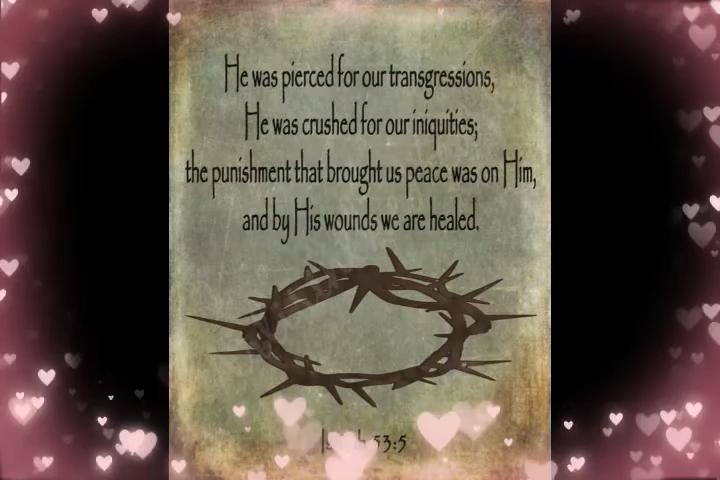 He was pierced for our transgressions,
He was crushed for our iniquities;
the punishment that brought us peace was on Him,
and by His wounds we are healed.
53:5